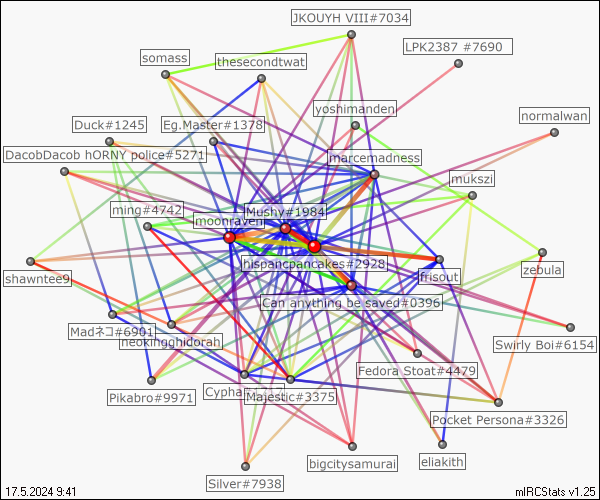 JKOUYH VIII#7034
LPK2387 #7690
somass
thesecondtwat
yoshimanden
normalwan
Duck#1245
Eg.Master#1378
DacobDacob hORNY police#5271
marcemadness
mukszi
ming#4742
Mushy#1984
moonraven
hispancpancakes#2928
shawntee9
frisout
zebula
Can anything be saved#0396
Madネコ#6901
neokingghidorah
Swirly Boi#6154
Fedora Stoat#4479
Pikabro#9971
Majestic#3375
Pocket Persona#3326
bigcitysamurai
eliakith
Silver#7938
17.5.2024 9:41
mIRCStats v1.25